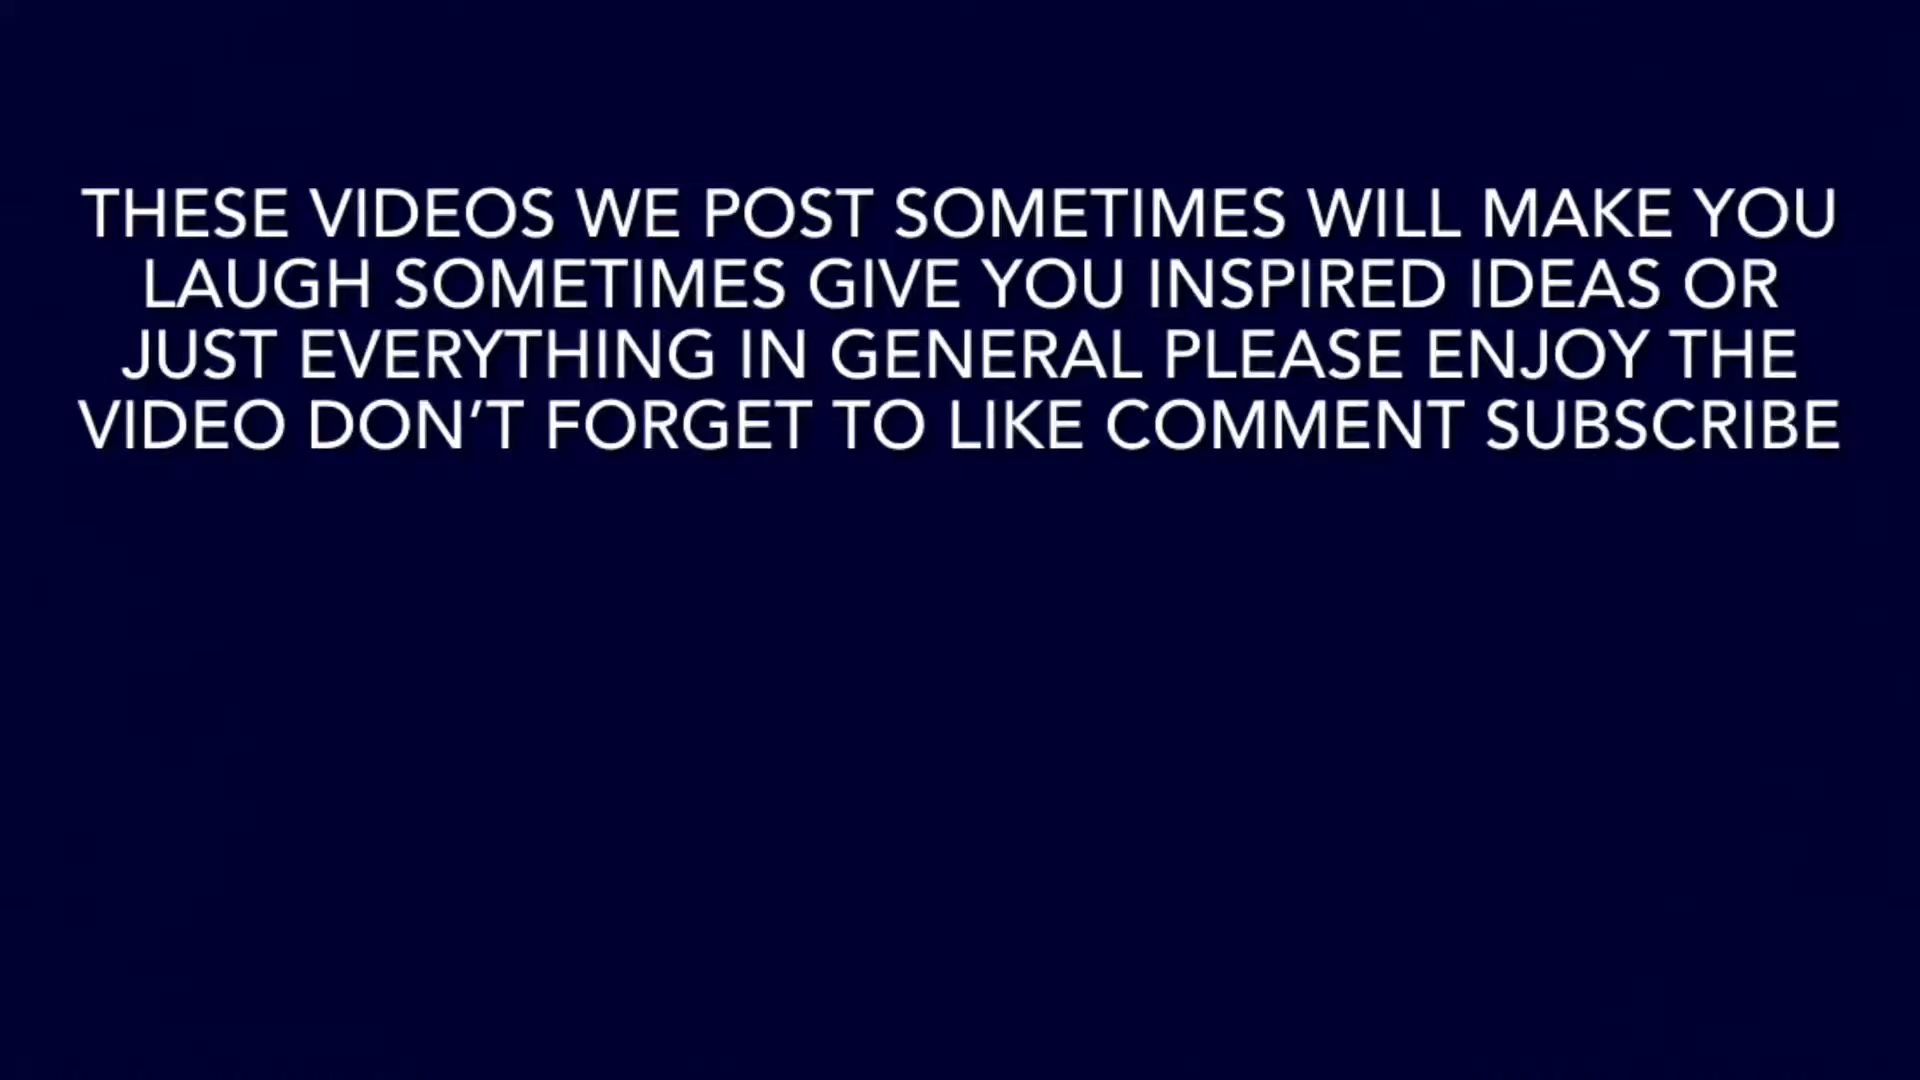 THESE VIDEOS WE POST SOMETIMES WILL MAKE YOU
LAUGH SOMETIMES GIVE YOU INSPIRED IDEAS OR
JUST EVERYTHING IN GENERAL PLEASE ENJOY THE
VIDEO DON’T FORGET TO LIKE COMMENT SUBSCRIBE